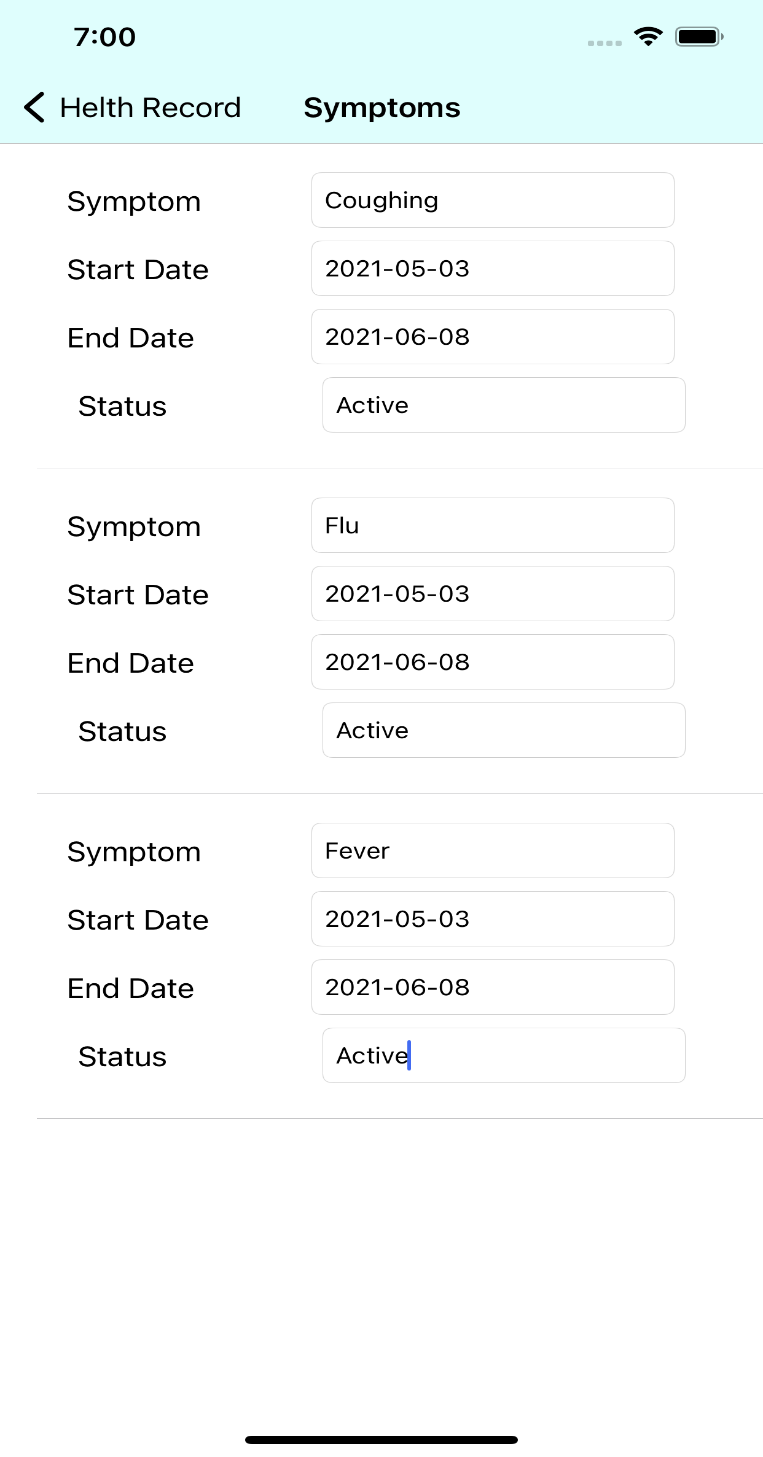 7:00
Helth Record Symptoms
Symptom Coughing
Start Date 2021-05-03
End Date 2021-06-08
Status Active
Symptom Flu
Start Date 2021-05-03
End Date 2021-06-08
Status Active
Symptom Fever
Start Date 2021-05-03
End Date 2021-06-08
Status Active